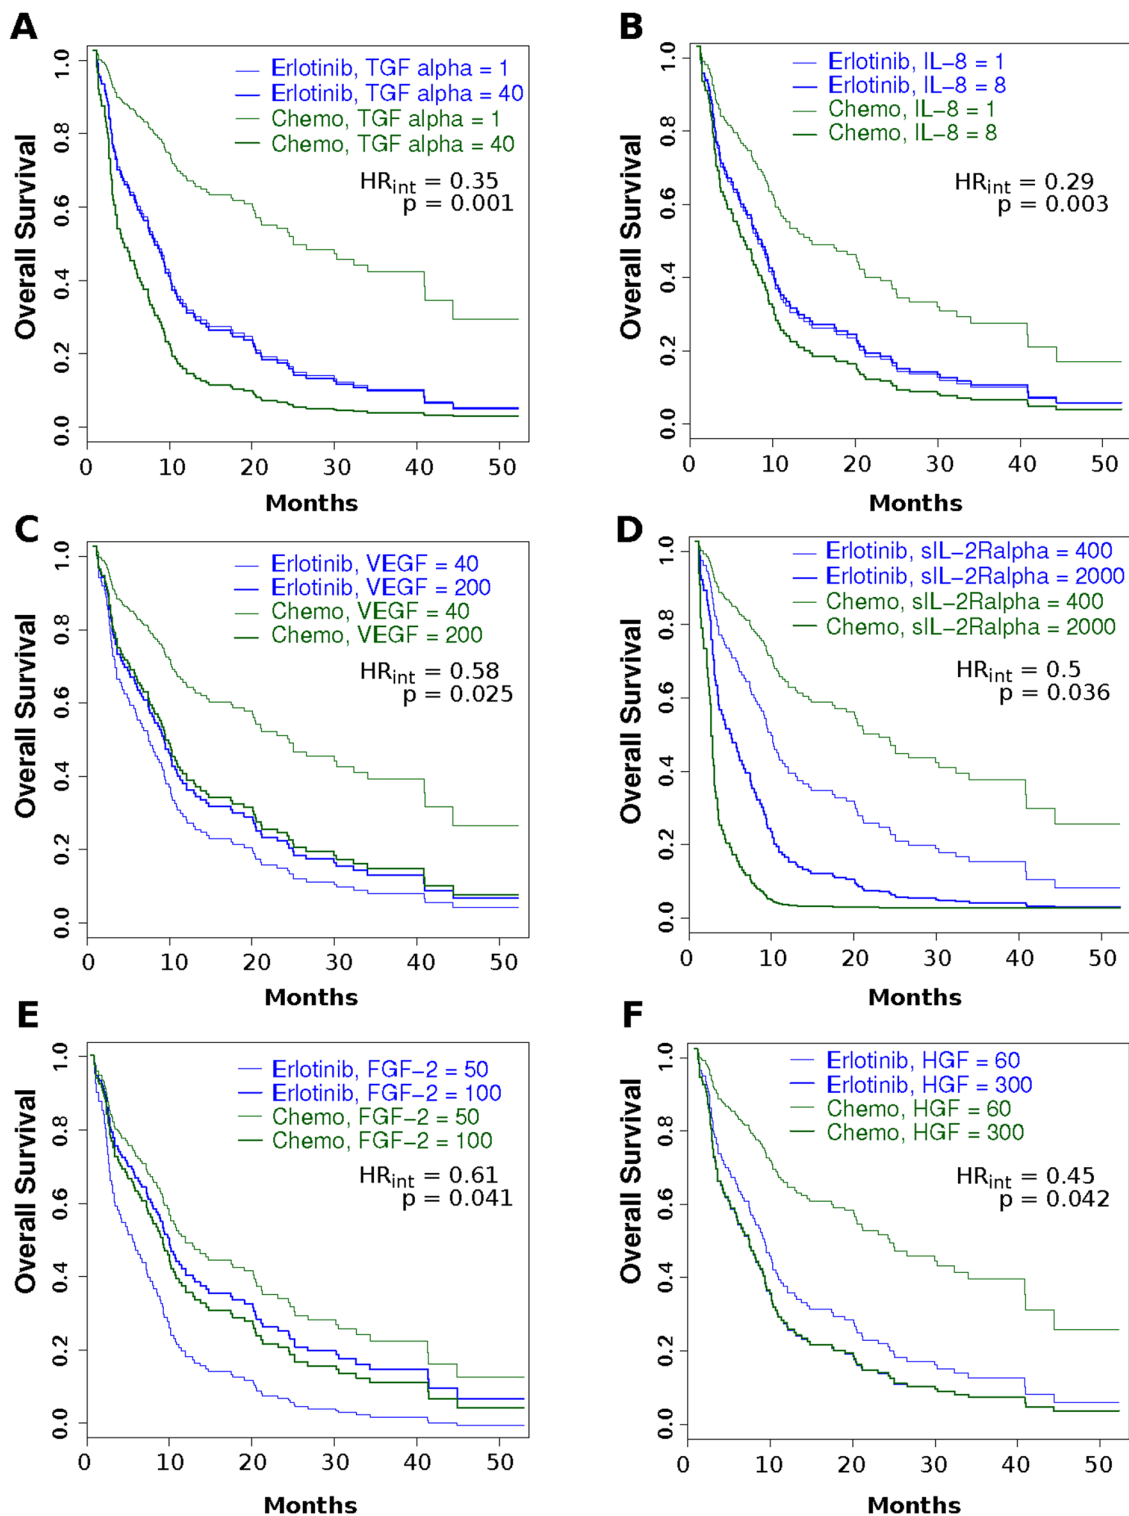 A
Overall Survival
1.0
0.8
0.6
0.4
0.2
0.0
Erlotinib, TGF alpha = 1
Erlotinib, TGF alpha = 40
Chemo, TGF alpha = 1
Chemo, TGF alpha = 40
HRint = 0.35
p = 0.001
0 10 20 30 40 50
Months
B
Overall Survival
1.0
0.8
0.6
0.4
0.2
0.0
Erlotinib, IL−8 = 1
Erlotinib, IL−8 = 8
Chemo, IL−8 = 1
Chemo, IL−8 = 8
HRint = 0.29
p = 0.003
0 10 20 30 40 50
Months
C
Overall Survival
1.0
0.8
0.6
0.4
0.2
0.0
Erlotinib, VEGF = 40
Erlotinib, VEGF = 200
Chemo, VEGF = 40
Chemo, VEGF = 200
HRint = 0.58
p = 0.025
0 10 20 30 40 50
Months
D
Overall Survival
1.0
0.8
0.6
0.4
0.2
0.0
Erlotinib, sIL−2Ralpha = 400
Erlotinib, sIL−2Ralpha = 2000
Chemo, sIL−2Ralpha = 400
Chemo, sIL−2Ralpha = 2000
HRint = 0.5
p = 0.036
0 10 20 30 40 50
Months
E
Overall Survival
1.0
0.8
0.6
0.4
0.2
0.0
Erlotinib, FGF−2 = 50
Erlotinib, FGF−2 = 100
Chemo, FGF−2 = 50
Chemo, FGF−2 = 100
HRint = 0.61
p = 0.041
0 10 20 30 40 50
Months
F
Overall Survival
1.0
0.8
0.6
0.4
0.2
0.0
Erlotinib, HGF = 60
Erlotinib, HGF = 300
Chemo, HGF = 60
Chemo, HGF = 300
HRint = 0.45
p = 0.042
0 10 20 30 40 50
Months